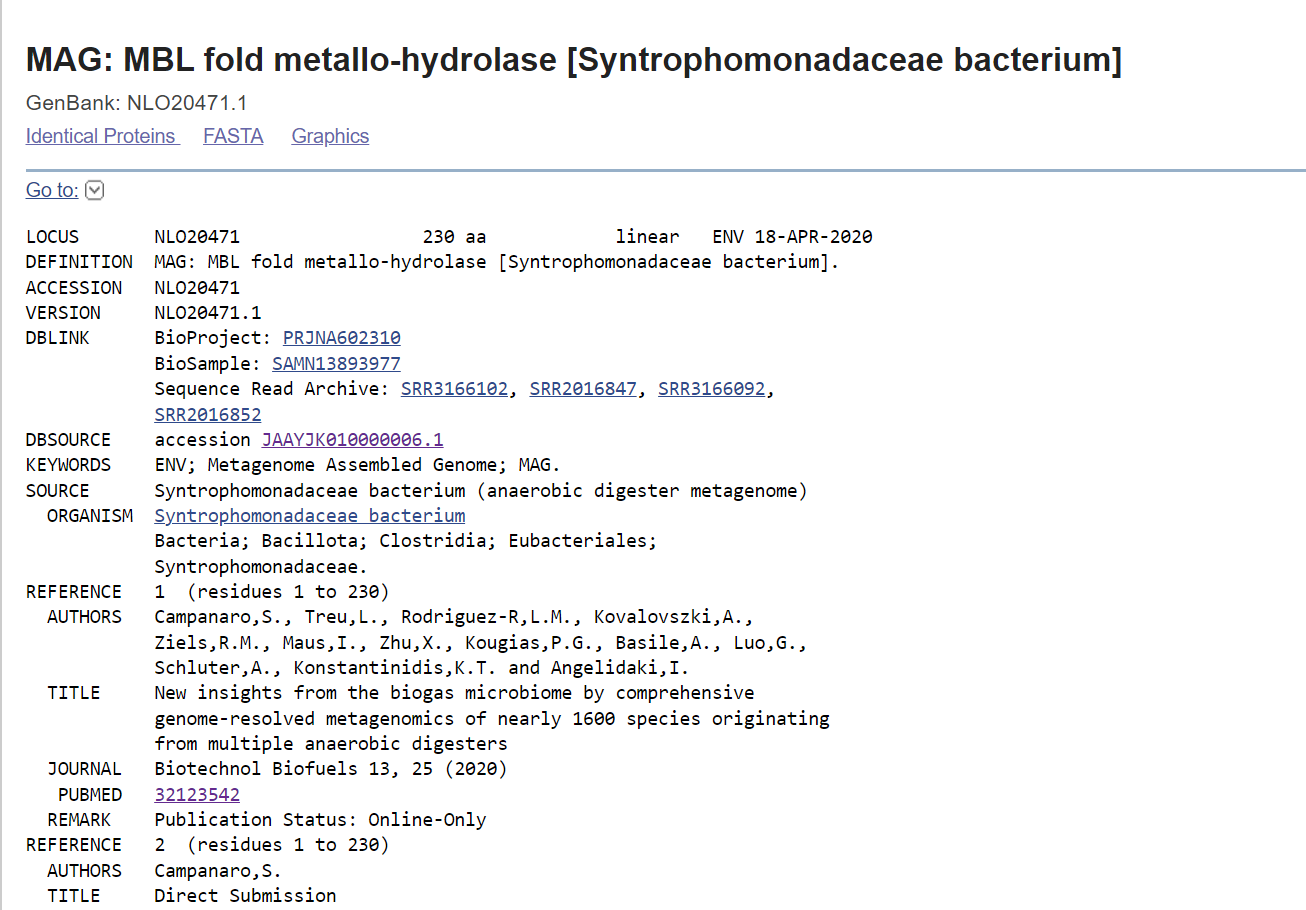 MAG: MBL fold metallo-hydrolase [Syntrophomonadaceae bacterium]
GenBank: NLO20471.1
Identical Proteins FASTA Graphics
Go to:
LOCUS NLO20471 230 aa linear ENV 18-APR-2020
DEFINITION MAG: MBL fold metallo-hydrolase [Syntrophomonadaceae bacterium].
ACCESSION NLO20471
VERSION NLO20471.1
DBLINK BioProject: PRJNA602310
BioSample: SAMN13893977
Sequence Read Archive: SRR3166102, SRR2016847, SRR3166092,
SRR2016852
DBSOURCE accession JAAYJK010000006.1
KEYWORDS ENV; Metagenome Assembled Genome; MAG.
SOURCE Syntrophomonadaceae bacterium (anaerobic digester metagenome)
ORGANISM Syntrophomonadaceae bacterium
Bacteria; Bacillota; Clostridia; Eubacteriales;
Syntrophomonadaceae.
REFERENCE 1 (residues 1 to 230)
AUTHORS Campanaro,S., Treu,L., Rodriguez-R,L.M., Kovalovszki,A.,
Ziels,R.M., Maus,I., Zhu,X., Kougias,P.G., Basile,A., Luo,G.,
Schluter,A., Konstantinidis,K.T. and Angelidaki,I.
TITLE New insights from the biogas microbiome by comprehensive
genome-resolved metagenomics of nearly 1600 species originating
from multiple anaerobic digesters
JOURNAL Biotechnol Biofuels 13, 25 (2020)
PUBMED 32123542
REMARK Publication Status: Online-Only
REFERENCE 2 (residues 1 to 230)
AUTHORS Campanaro,S.
TITLE Direct Submission